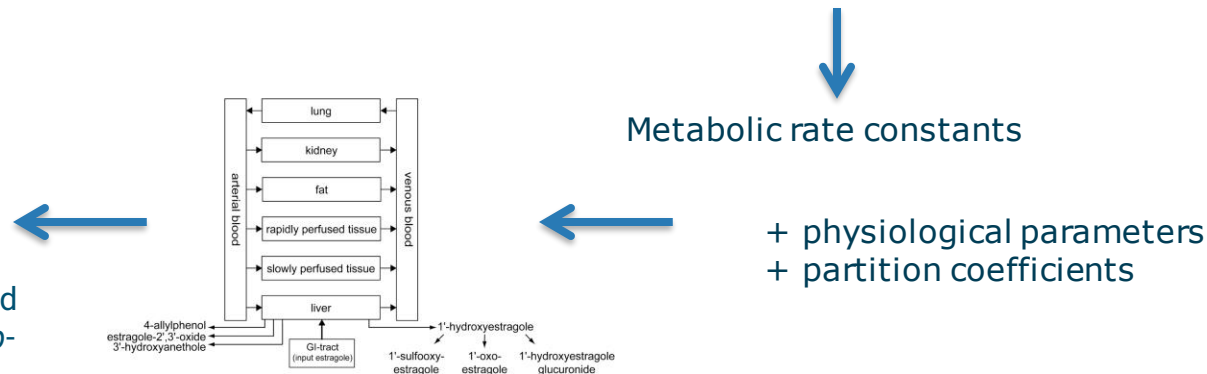 Metabolic rate constants
+ physiological parameters
+ partition coefficients
lung
kidney
fat
rapidly perfused tissue
slowly perfused tissue
liver
arterial blood
venous blood
4-allylphenol
estragole-2',3'-oxide
3'-hydroxyanethole
GI-tract
(input estragole)
1'-hydroxyestragole
1'-sulfooxy-
estragole
1'-oxo-
estragole
1'-hydroxyestragole
glucuronide